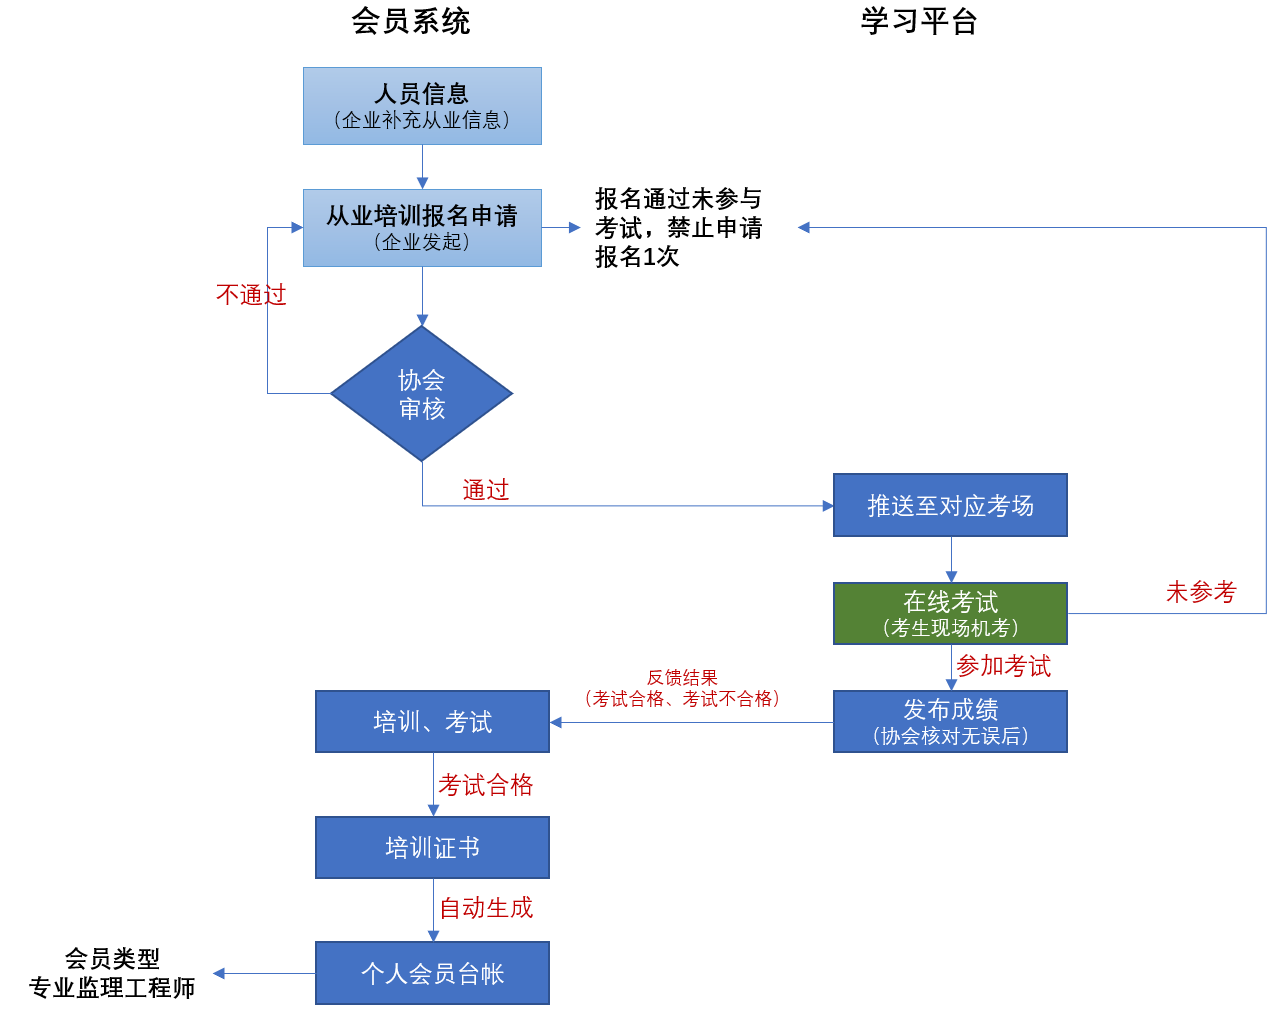 会员系统
学习平台
人员信息
（企业补充从业信息）
从业培训报名申请
（企业发起）
报名通过未参与
考试，禁止申请
报名1次
不通过
协会
审核
通过
推送至对应考场
在线考试
（考生现场机考）
未参考
参加考试
反馈结果
（考试合格、考试不合格）
发布成绩
（协会核对无误后）
培训、考试
考试合格
培训证书
自动生成
个人会员台帐
会员类型
专业监理工程师